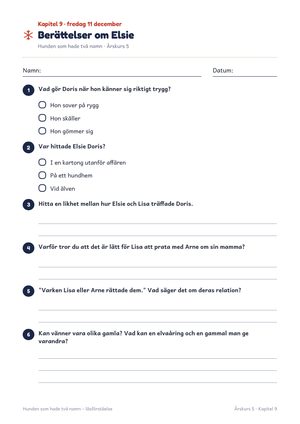 Kapitel 9 · fredag 11 december
Berättelser om Elsie
Hunden som hade två namn · Årskurs 5
Namn:
Datum:
1 Vad gör Doris när hon känner sig riktigt trygg?
Hon sover på rygg
Hon skäller
Hon gömmer sig
2 Var hittade Elsie Doris?
I en kartong utanför affären
På ett hundhem
Vid älven
3 Hitta en likhet mellan hur Elsie och Lisa träffade Doris.
4 Varför tror du att det är lätt för Lisa att prata med Arne om sin mamma?
5 "Varken Lisa eller Arne rättade dem." Vad säger det om deras relation?
6 Kan vänner vara olika gamla? Vad kan en elvaåring och en gammal man ge
varandra?
Hunden som hade två namn – läsförståelse
Årskurs 5 · Kapitel 9